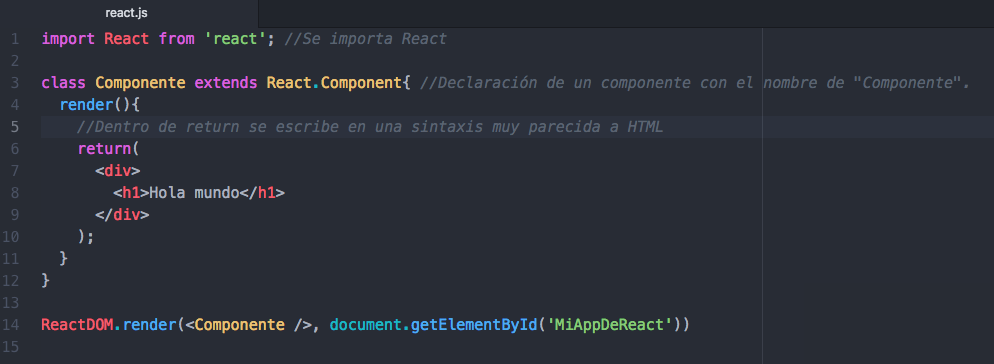 react.js
1 import React from 'react'; //Se importa React
2
3 class Componente extends React.Component{ //Declaración de un componente con el nombre de "Componente".
4   render(){
5     //Dentro de return se escribe en una sintaxis muy parecida a HTML
6     return(
7       <div>
8         <h1>Hola mundo</h1>
9       </div>
10     );
11   }
12 }
13
14 ReactDOM.render(<Componente />, document.getElementById('MiAppDeReact'))
15